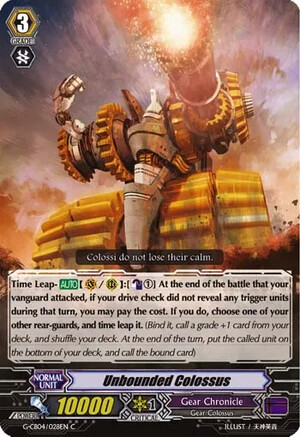 3
GRADE
Colossi do not lose their calm.
Time Leap-AUTO [ / ]:[ ①] At the end of the battle that your
vanguard attacked, if your drive check did not reveal any trigger units
during that turn, you may pay the cost. If you do, choose one of your
other rear-guards, and time leap it. (Bind it, call a grade +1 card from your
deck, and shuffle your deck. At the end of the turn, put the called unit on
the bottom of your deck, and call the bound card)
NORMAL UNIT
Unbounded Colossus
POWER
10000
1
CRITICAL
Gear Chronicle
Gear Colossus
G-CB04/028EN C
ILLUST / 天神英貴